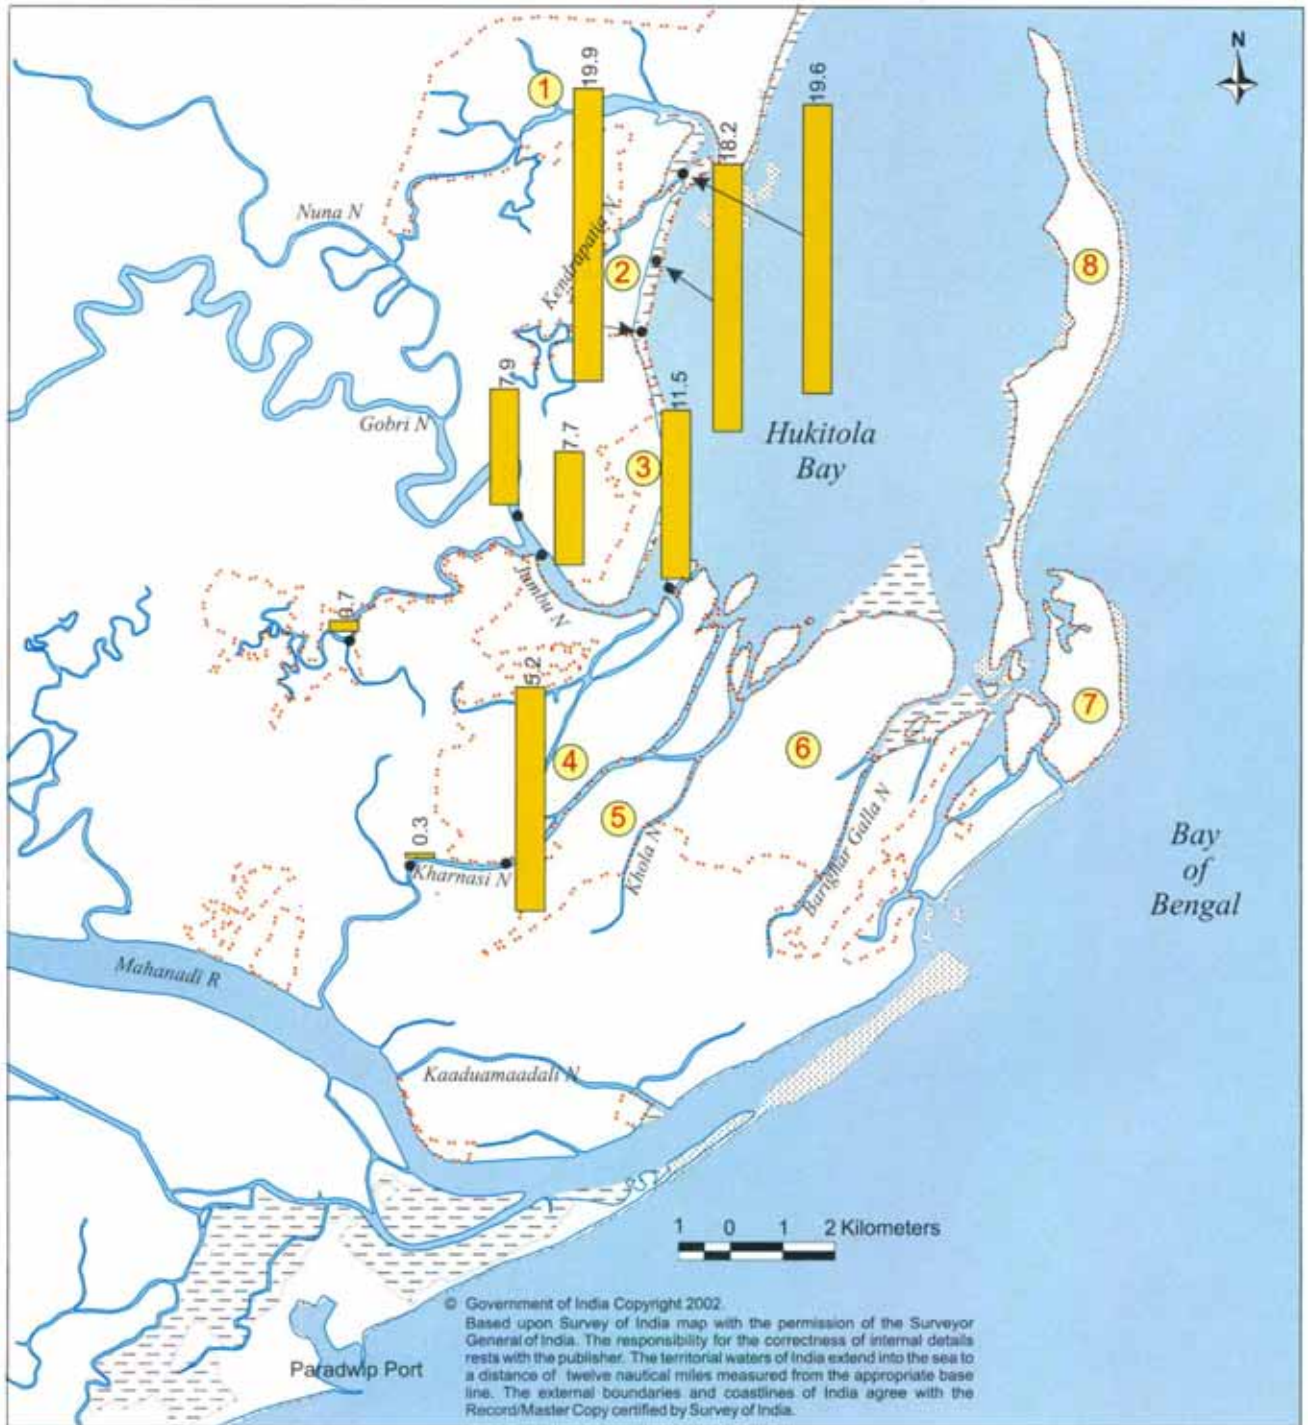 N
1
19.9
19.6
18.2
Nuna N
Kendrapatia N
2
8
7.9
11.5
Gobri N
7.7
Hukitola
Bay
3
Jumbu N
0.7
5.2
7
6
4
5
0.3
Kharnasi N
Khola N
Barighar Galla N
Bay
of
Bengal
Mahanadi R
Kaaduamaadali N
1 0 1 2 Kilometers
© Government of India Copyright 2002.
Based upon Survey of India map with the permission of the Surveyor
General of India. The responsibility for the correctness of internal details
rests with the publisher. The territorial waters of India extend into the sea to
a distance of twelve nautical miles measured from the appropriate base
line. The external boundaries and coastlines of India agree with the
Record/Master Copy certified by Survey of India.
Paradwip Port